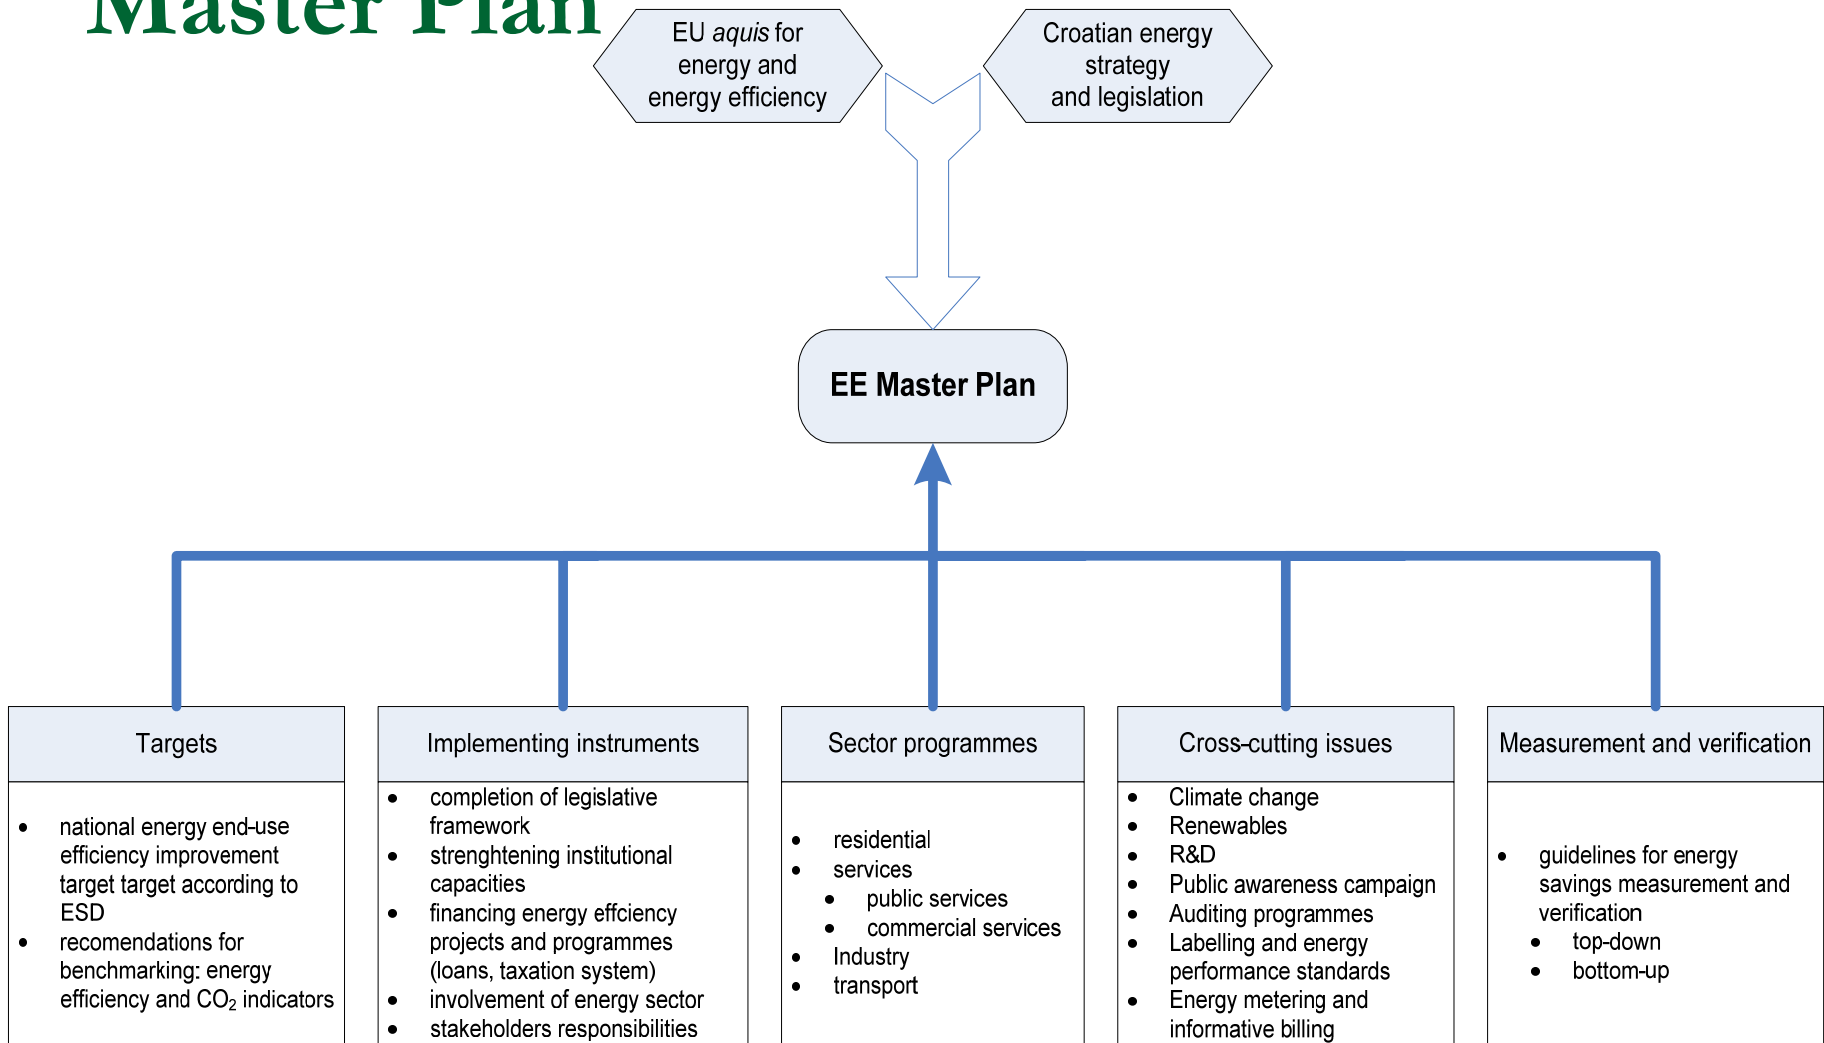 Master Plan
EU aquis for
energy and
energy efficiency
Croatian energy
strategy
and legislation
EE Master Plan
Targets
• national energy end-use
efficiency improvement
target target according to
ESD
• recomendations for
benchmarking: energy
efficiency and CO₂ indicators
Implementing instruments
• completion of legislative
framework
• strenghtening institutional
capacities
• financing energy effciency
projects and programmes
(loans, taxation system)
• involvement of energy sector
• stakeholders responsibilities
Sector programmes
• residential
• services
• public services
• commercial services
• Industry
• transport
Cross-cutting issues
• Climate change
• Renewables
• R&D
• Public awareness campaign
• Auditing programmes
• Labelling and energy
performance standards
• Energy metering and
informative billing
Measurement and verification
• guidelines for energy
savings measurement and
verification
• top-down
• bottom-up